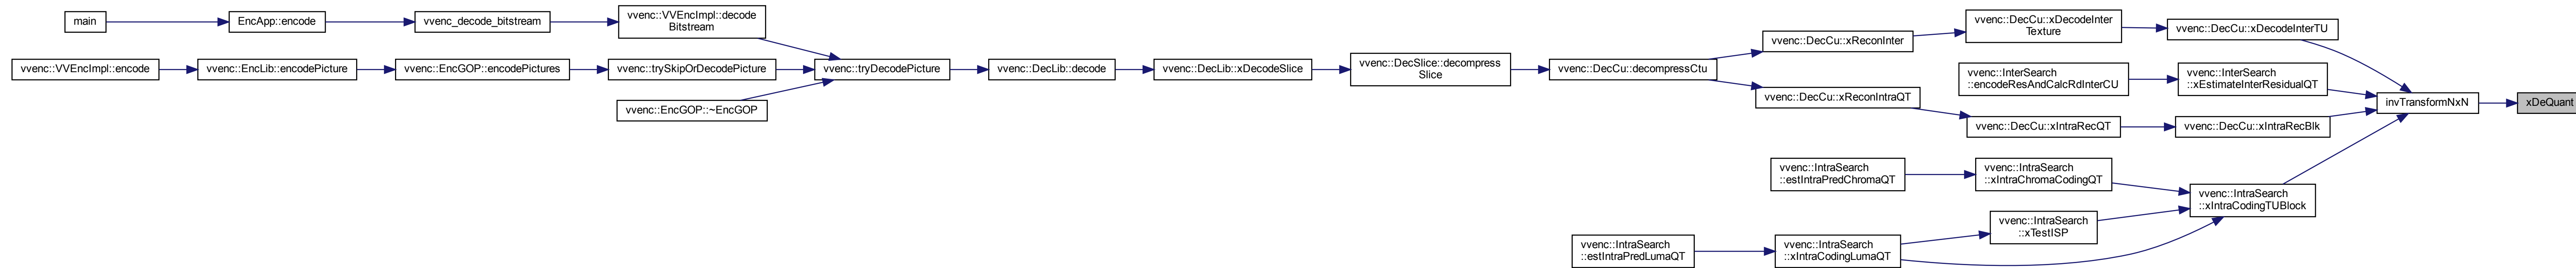 main
EncApp::encode
vvenc_decode_bitstream
vvenc::VVEncImpl::decode
Bitstream
vvenc::VVEncImpl::encode
vvenc::EncLib::encodePicture
vvenc::EncGOP::encodePictures
vvenc::trySkipOrDecodePicture
vvenc::EncGOP::~EncGOP
vvenc::tryDecodePicture
vvenc::DecLib::decode
vvenc::DecLib::xDecodeSlice
vvenc::DecSlice::decompress
Slice
vvenc::DecCu::decompressCtu
vvenc::DecCu::xReconInter
vvenc::DecCu::xDecodeInter
Texture
vvenc::DecCu::xDecodeInterTU
vvenc::InterSearch
::encodeResAndCalcRdInterCU
vvenc::InterSearch
::xEstimateInterResidualQT
vvenc::DecCu::xReconIntraQT
vvenc::DecCu::xIntraRecQT
vvenc::DecCu::xIntraRecBlk
invTransformNxN
xDeQuant
vvenc::IntraSearch
::estIntraPredChromaQT
vvenc::IntraSearch
::xIntraChromaCodingQT
vvenc::IntraSearch
::xIntraCodingTUBlock
vvenc::IntraSearch
::xTestISP
vvenc::IntraSearch
::estIntraPredLumaQT
vvenc::IntraSearch
::xIntraCodingLumaQT